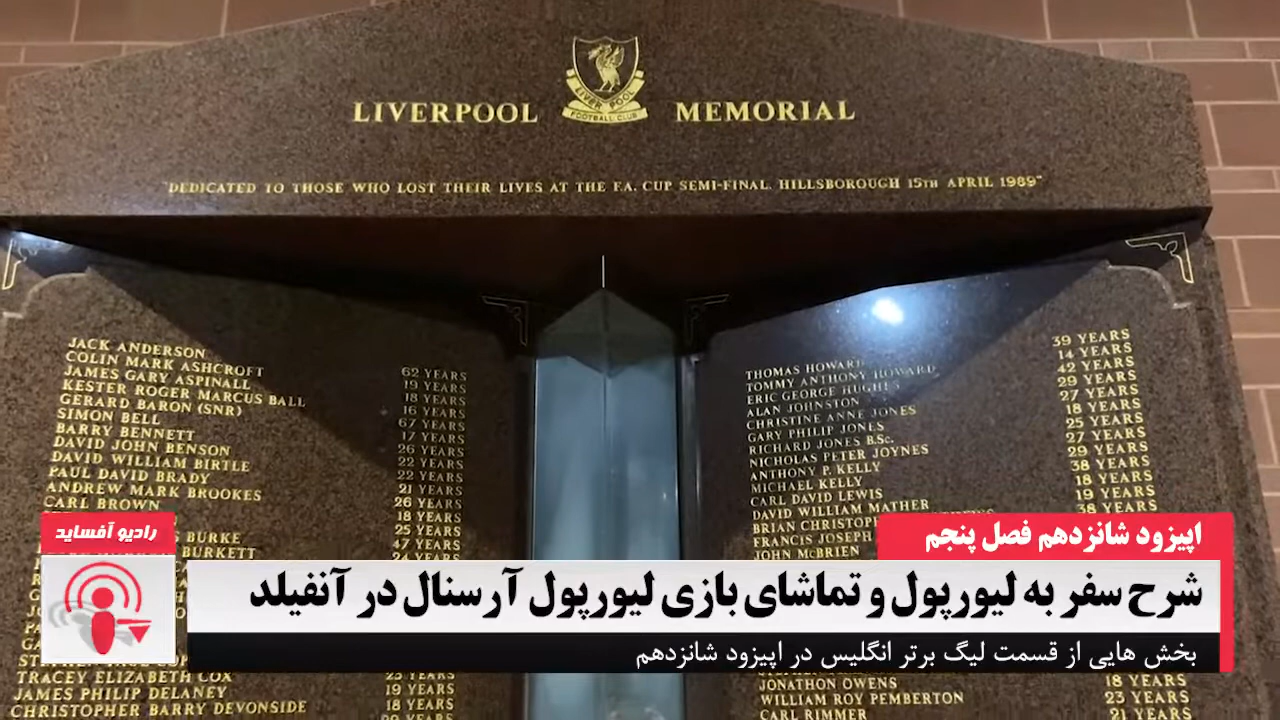 LIVERPOOL MEMORIAL
LIVERPOOL
FOOTBALL CLUB
"DEDICATED TO THOSE WHO LOST THEIR LIVES AT THE F.A. CUP SEMI-FINAL. HILLSBOROUGH 15TH APRIL 1989"
JACK ANDERSON 62 YEARS
COLIN MARK ASHCROFT 19 YEARS
JAMES GARY ASPINALL 18 YEARS
KESTER ROGER MARCUS BALL 16 YEARS
GERARD BARON (SNR) 67 YEARS
SIMON BELL 17 YEARS
BARRY BENNETT 26 YEARS
DAVID JOHN BENSON 22 YEARS
DAVID WILLIAM BIRTLE 22 YEARS
PAUL DAVID BRADY 21 YEARS
ANDREW MARK BROOKES 26 YEARS
CARL BROWN 18 YEARS
25 YEARS
BURKE 47 YEARS
BURKETT 24 YEARS
TRACEY ELIZABETH COX 23 YEARS
JAMES PHILIP DELANEY 19 YEARS
CHRISTOPHER BARRY DEVONSIDE 18 YEARS
THOMAS HOWARD 39 YEARS
TOMMY ANTHONY HOWARD 14 YEARS
ERIC GEORGE HUGHES 42 YEARS
ALAN JOHNSTON 29 YEARS
CHRISTINE ANNE JONES 27 YEARS
GARY PHILIP JONES 18 YEARS
RICHARD JONES B.Sc. 25 YEARS
NICHOLAS PETER JOYNES 27 YEARS
ANTHONY P. KELLY 29 YEARS
MICHAEL KELLY 38 YEARS
CARL DAVID LEWIS 18 YEARS
DAVID WILLIAM MATHER 19 YEARS
BRIAN CHRISTOPHER 38 YEARS
FRANCIS JOSEPH
JOHN McBRIEN
JONATHON OWENS 18 YEARS
WILLIAM ROY PEMBERTON 23 YEARS
CARL RIMMER 21 YEARS
رادیو آفساید
اپیزود شانزدهم فصل پنجم
شرح سفر به لیورپول و تماشای بازی لیورپول آرسنال در آنفیلد
بخش هایی از قسمت لیگ برتر انگلیس در اپیزود شانزدهم